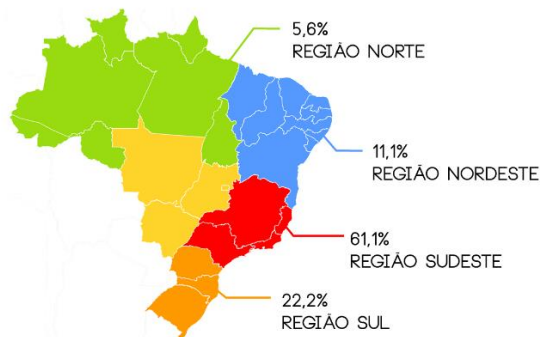 5,6%
REGIÃO NORTE
11,1%
REGIÃO NORDESTE
61,1%
REGIÃO SUDESTE
22,2%
REGIÃO SUL